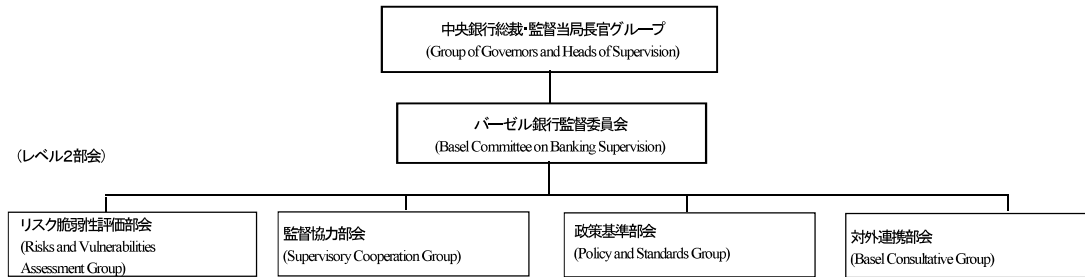 中央銀行総裁・監督当局長官グループ
(Group of Governors and Heads of Supervision)
バーゼル銀行監督委員会
(Basel Committee on Banking Supervision)
(レベル2部会)
リスク脆弱性評価部会
(Risks and Vulnerabilities
Assessment Group)
監督協力部会
(Supervisory Cooperation Group)
政策基準部会
(Policy and Standards Group)
対外連携部会
(Basel Consultative Group)